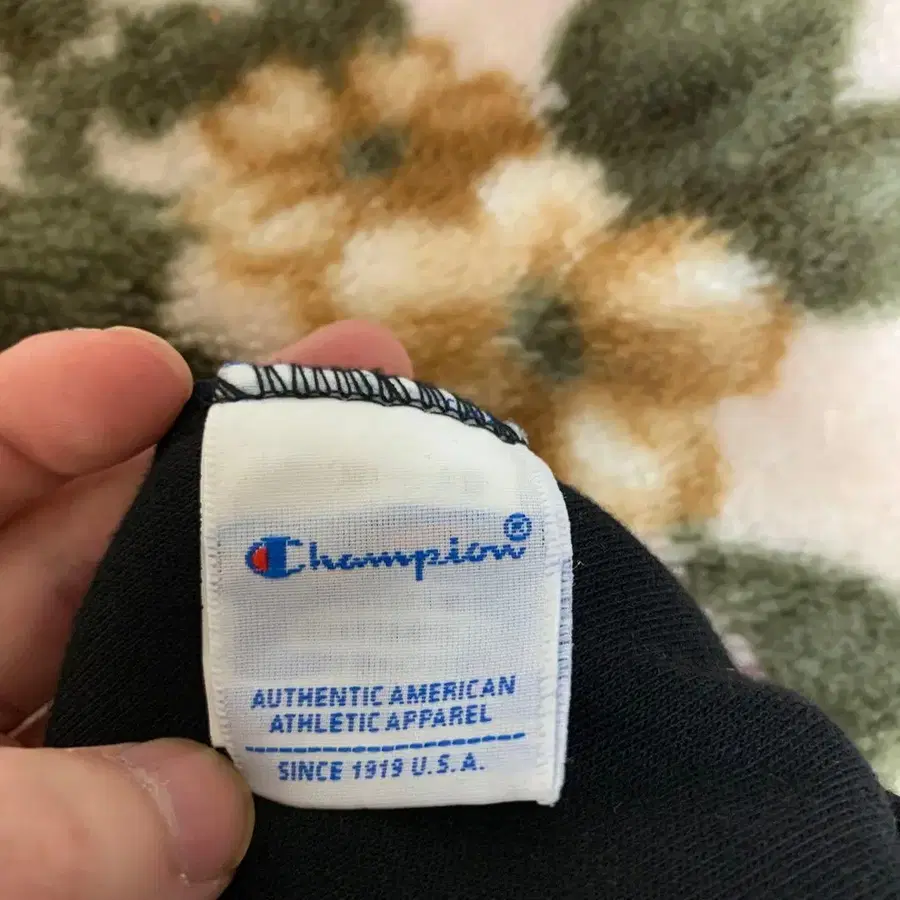 Champion®
AUTHENTIC AMERICAN
ATHLETIC APPAREL
SINCE 1919 U.S.A.